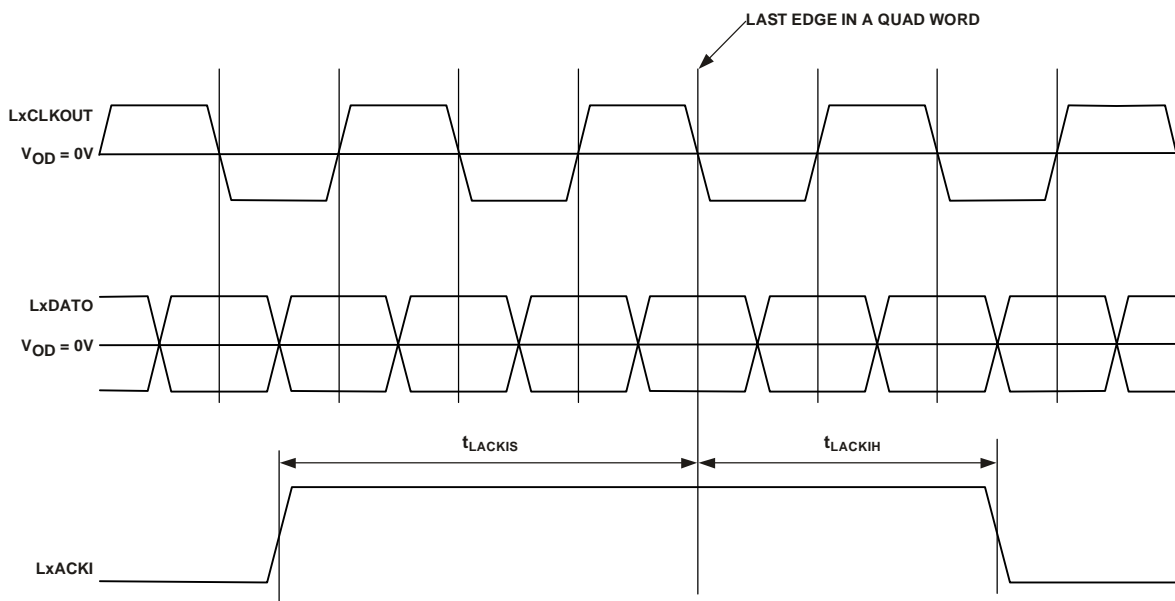 LAST EDGE IN A QUAD WORD
LxCLKOUT
VOD = 0V
LxDATO
VOD = 0V
tLACKIS
tLACKIH
LxACKI